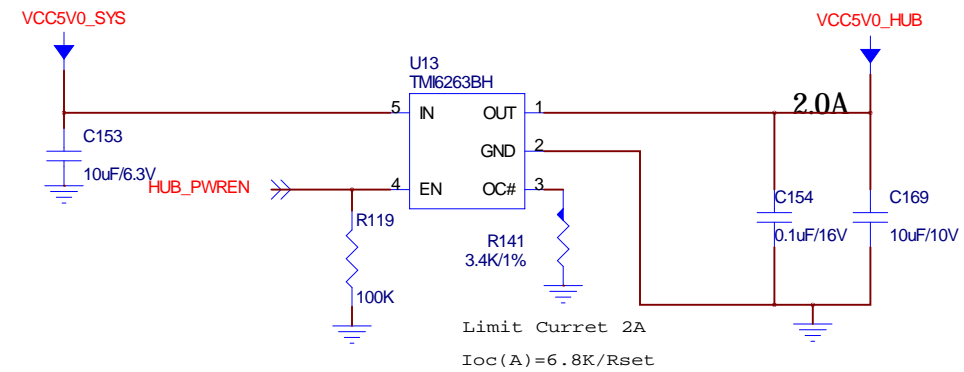 VCC5V0_SYS
VCC5V0_HUB
U13
TMI6263BH
2.0A
5 IN OUT 1
C153
10uF/6.3V
GND 2
HUB_PWREN
4 EN OC# 3
C154
0.1uF/16V
C169
10uF/10V
R119
100K
R141
3.4K/1%
Limit Curret 2A
Ioc(A)=6.8K/Rset